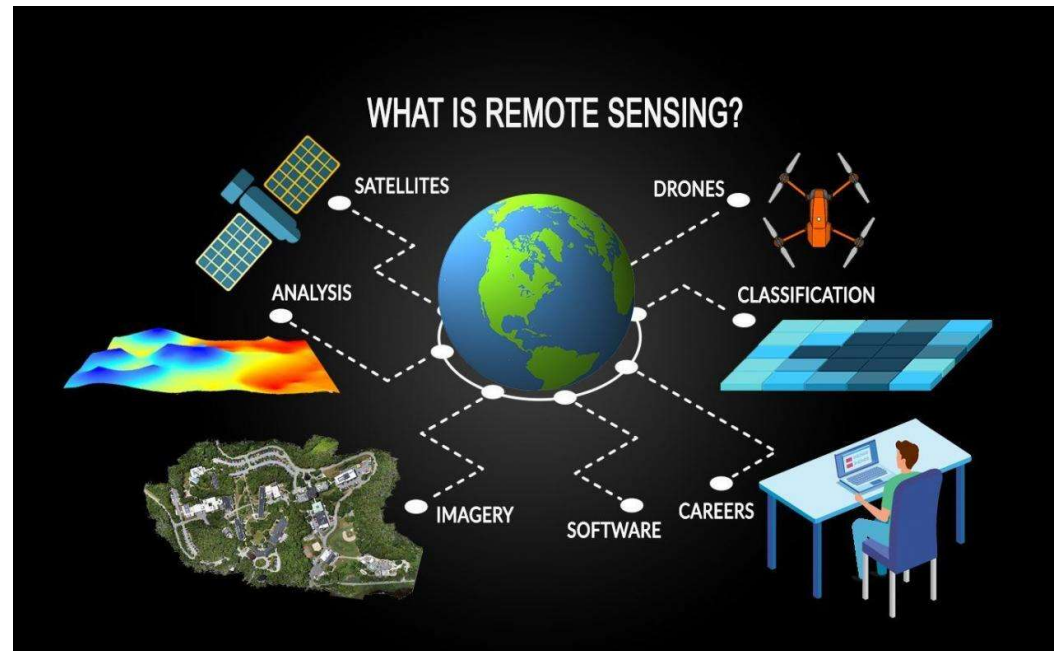 WHAT IS REMOTE SENSING?
SATELLITES
DRONES
ANALYSIS
CLASSIFICATION
IMAGERY
SOFTWARE
CAREERS